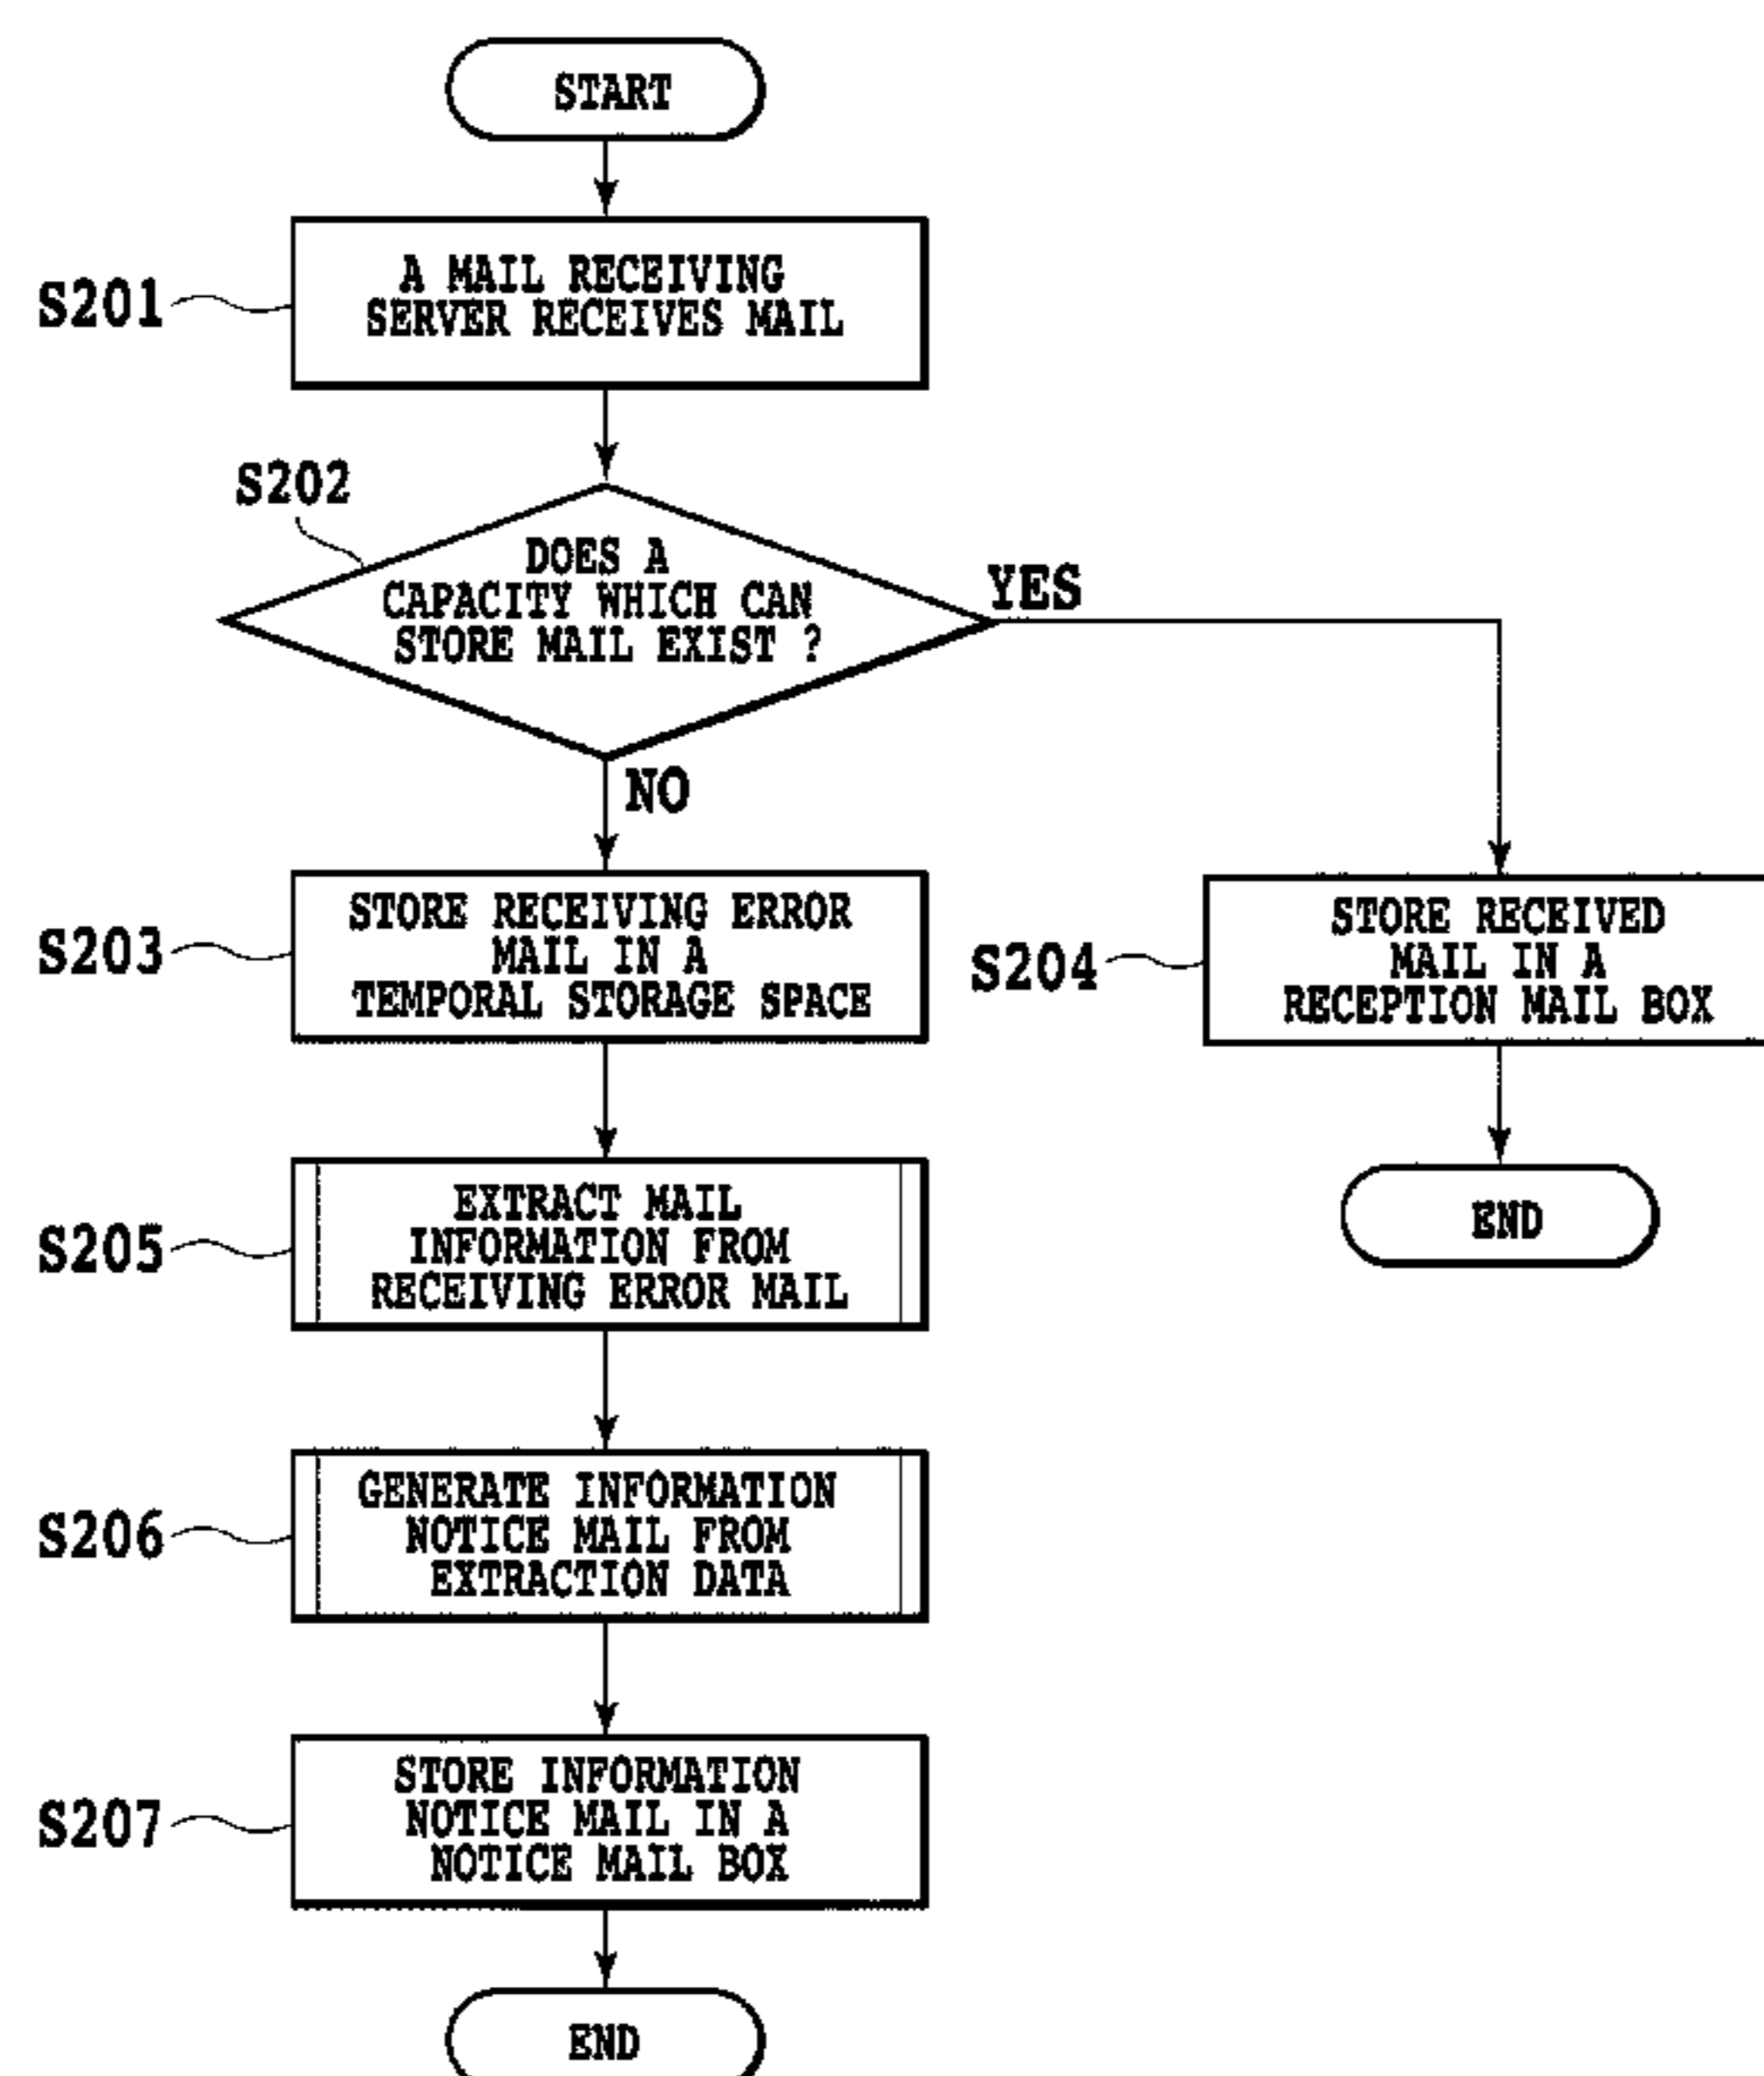 START
S201
A MAIL RECEIVING
SERVER RECEIVES MAIL
S202
DOES A
CAPACITY WHICH CAN
STORE MAIL EXIST ?
YES
NO
S203
STORE RECEIVING ERROR
MAIL IN A
TEMPORAL STORAGE SPACE
S204
STORE RECEIVED
MAIL IN A
RECEPTION MAIL BOX
END
S205
EXTRACT MAIL
INFORMATION FROM
RECEIVING ERROR MAIL
S206
GENERATE INFORMATION
NOTICE MAIL FROM
EXTRACTION DATA
S207
STORE INFORMATION
NOTICE MAIL IN A
NOTICE MAIL BOX
END